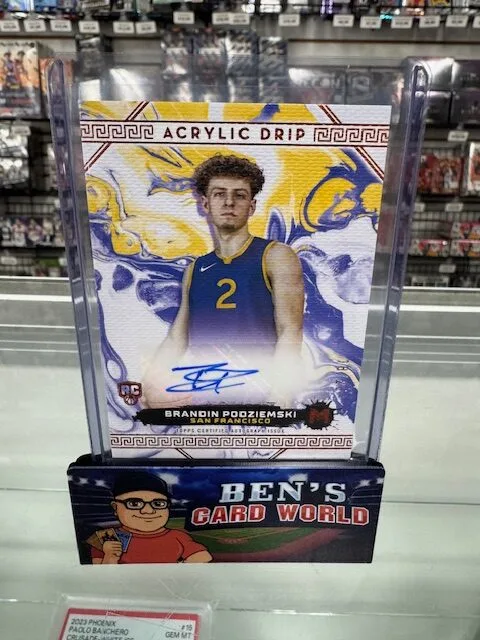 ACRYLIC DRIP
2
RC
BRANDIN PODZIEMSKI
SAN FRANCISCO
TOPPS CERTIFIED AUTOGRAPH ISSUE
M
BEN'S
CARD WORLD
2023 PHOENIX #16
PAOLO BANCHERO GEM MT